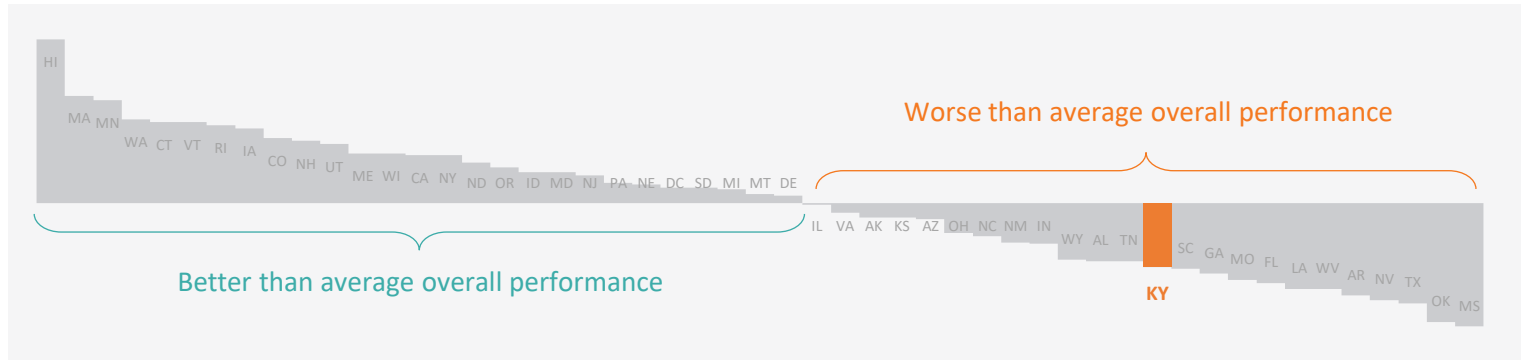 HI
MA
MN
WA
CT
VT
RI
IA
CO
NH
UT
ME
WI
CA
NY
ND
OR
ID
MD
NJ
PA
NE
DC
SD
MI
MT
DE
Worse than average overall performance
IL
VA
AK
KS
AZ
OH
NC
NM
IN
WY
AL
TN
KY
SC
GA
MO
FL
LA
WV
AR
NV
TX
OK
MS
Better than average overall performance